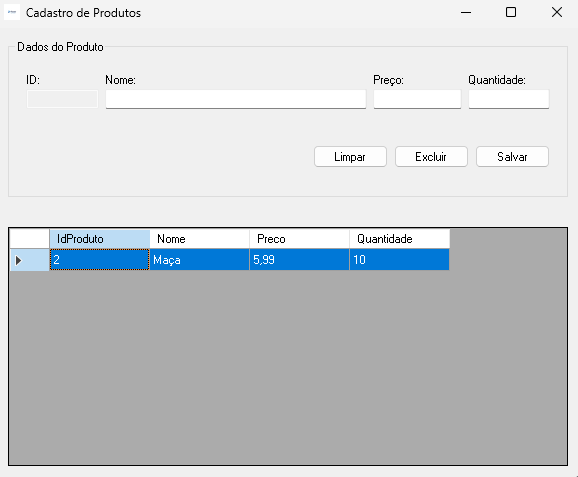 Cadastro de Produtos
Dados do Produto
ID: Nome: Preço: Quantidade:
Limpar Excluir Salvar
IdProduto Nome Preco Quantidade
2 Maça 5,99 10